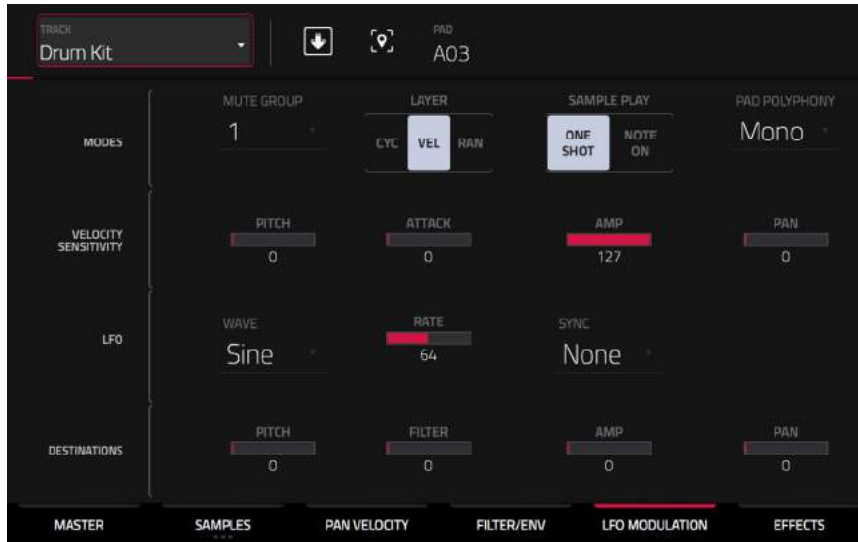 TRACK
Drum Kit
PAD
A03
MODES
MUTE GROUP
1
LAYER
CYC VEL RAN
SAMPLE PLAY
ONE SHOT
NOTE ON
PAD POLYPHONY
Mono
VELOCITY
SENSITIVITY
PITCH
0
ATTACK
0
AMP
127
PAN
0
LFO
WAVE
Sine
RATE
64
SYNC
None
DESTINATIONS
PITCH
0
FILTER
0
AMP
0
PAN
0
MASTER SAMPLES PAN VELOCITY FILTER/ENV LFO MODULATION EFFECTS